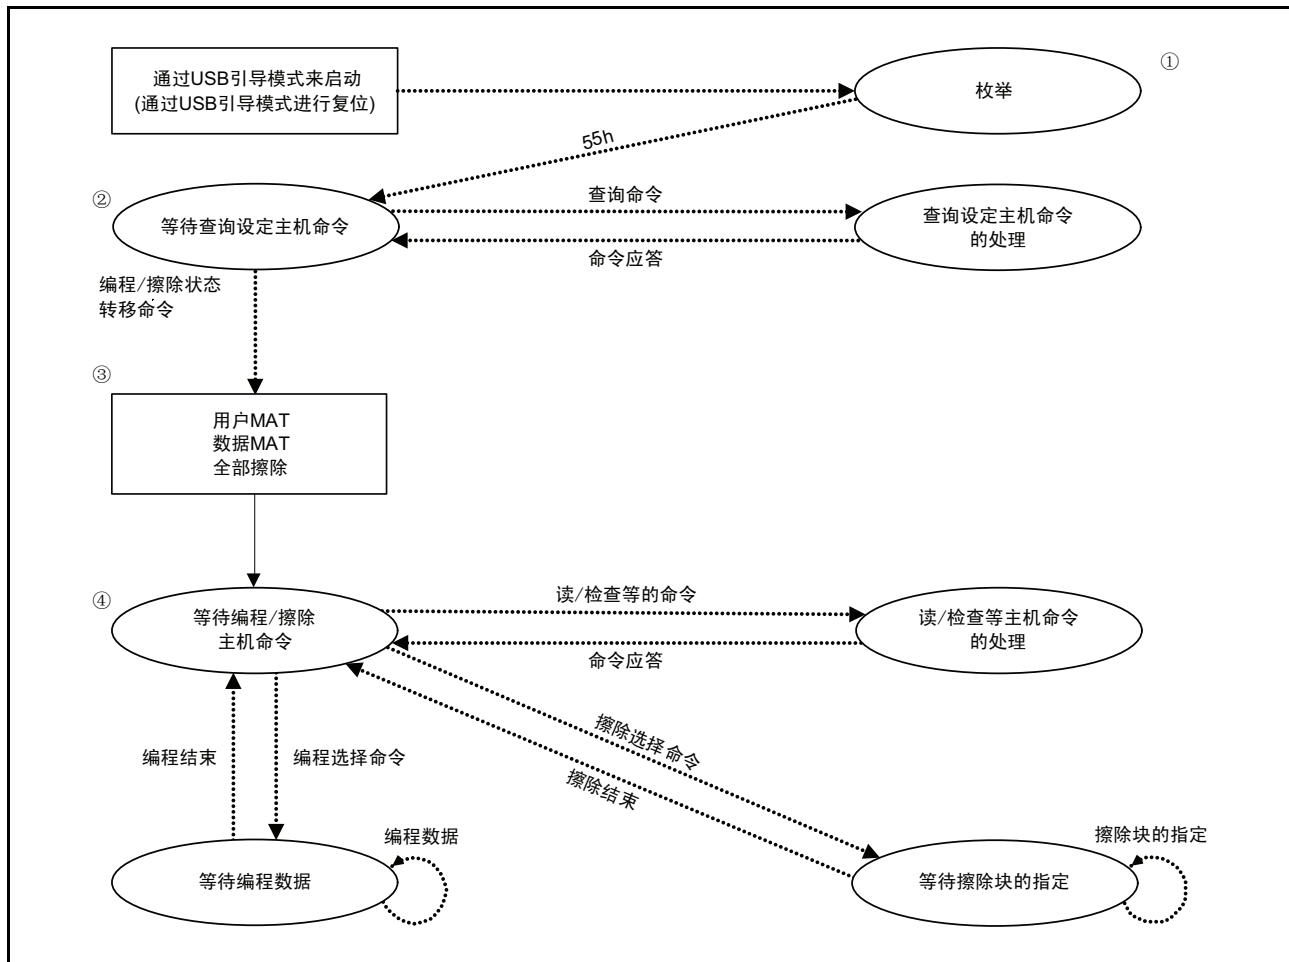 通过USB引导模式来启动
(通过USB引导模式进行复位)
①
枚举
55h
②
等待查询设定主机命令
查询命令
命令应答
查询设定主机命令
的处理
编程/擦除状态
转移命令
③
用户MAT
数据MAT
全部擦除
④
等待编程/擦除
主机命令
读/检查等的命令
命令应答
读/检查等主机命令
的处理
擦除选择命令
擦除结束
编程结束
编程选择命令
编程数据
等待编程数据
擦除块的指定
等待擦除块的指定